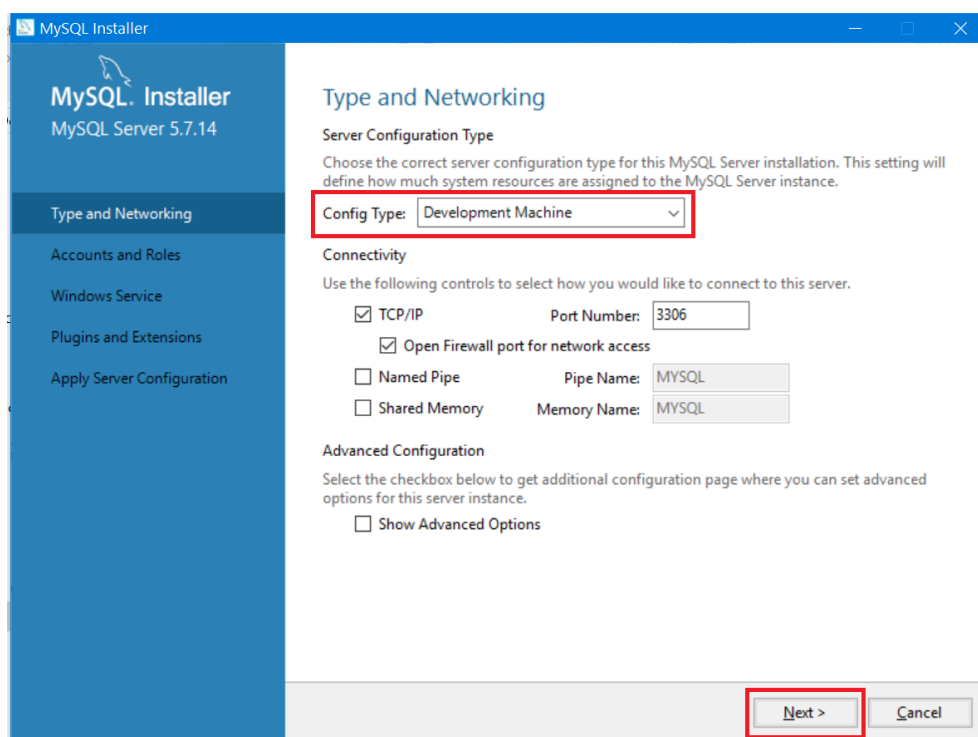 MySQL Installer
MySQL. Installer
MySQL Server 5.7.14
Type and Networking
Accounts and Roles
Windows Service
Plugins and Extensions
Apply Server Configuration
Type and Networking
Server Configuration Type
Choose the correct server configuration type for this MySQL Server installation. This setting will
define how much system resources are assigned to the MySQL Server instance.
Config Type: Development Machine
Connectivity
Use the following controls to select how you would like to connect to this server.
TCP/IP Port Number: 3306
Open Firewall port for network access
Named Pipe Pipe Name: MYSQL
Shared Memory Memory Name: MYSQL
Advanced Configuration
Select the checkbox below to get additional configuration page where you can set advanced
options for this server instance.
Show Advanced Options
Next > Cancel